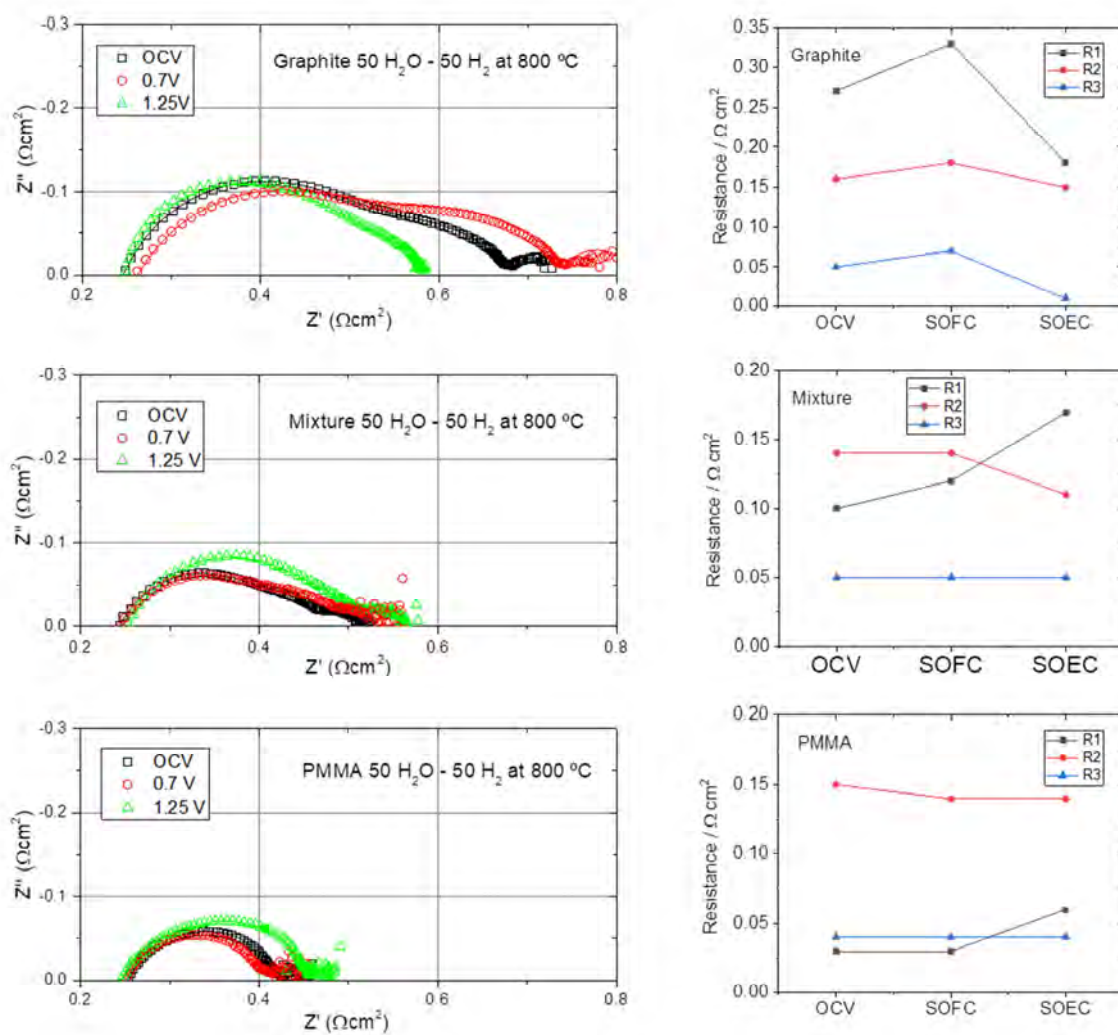 -0.3
-0.2
-0.1
0.0
OCV
0.7V
1.25V
Graphite 50 H₂O - 50 H₂ at 800 ºC
Z'' (Ωcm²)
0.2
0.4
0.6
0.8
Z' (Ωcm²)
0.35
0.30
0.25
0.20
0.15
0.10
0.05
0.00
Graphite
R1
R2
R3
Resistance / Ω cm²
OCV
SOFC
SOEC
-0.3
-0.2
-0.1
0.0
OCV
0.7 V
1.25 V
Mixture 50 H₂O - 50 H₂ at 800 ºC
Z'' (Ωcm²)
0.2
0.4
0.6
0.8
Z' (Ωcm²)
0.20
0.15
0.10
0.05
0.00
Mixture
R1
R2
R3
Resistance / Ω cm²
OCV
SOFC
SOEC
-0.3
-0.2
-0.1
0.0
OCV
0.7 V
1.25 V
PMMA 50 H₂O - 50 H₂ at 800 ºC
Z'' (Ωcm²)
0.2
0.4
0.6
0.8
Z' (Ωcm²)
0.20
0.15
0.10
0.05
0.00
PMMA
R1
R2
R3
Resistance / Ω cm²
OCV
SOFC
SOEC